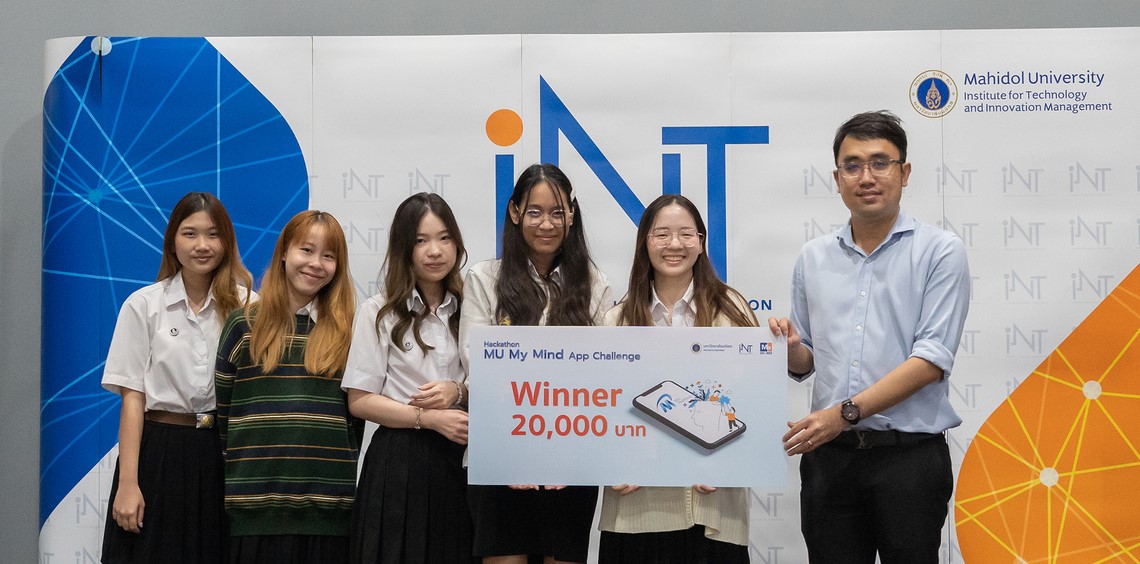 Mahidol University
Institute for Technology
and Innovation Management
iNT
Hackathon
MU My Mind App Challenge
iNT
Winner
20,000 บาท
M